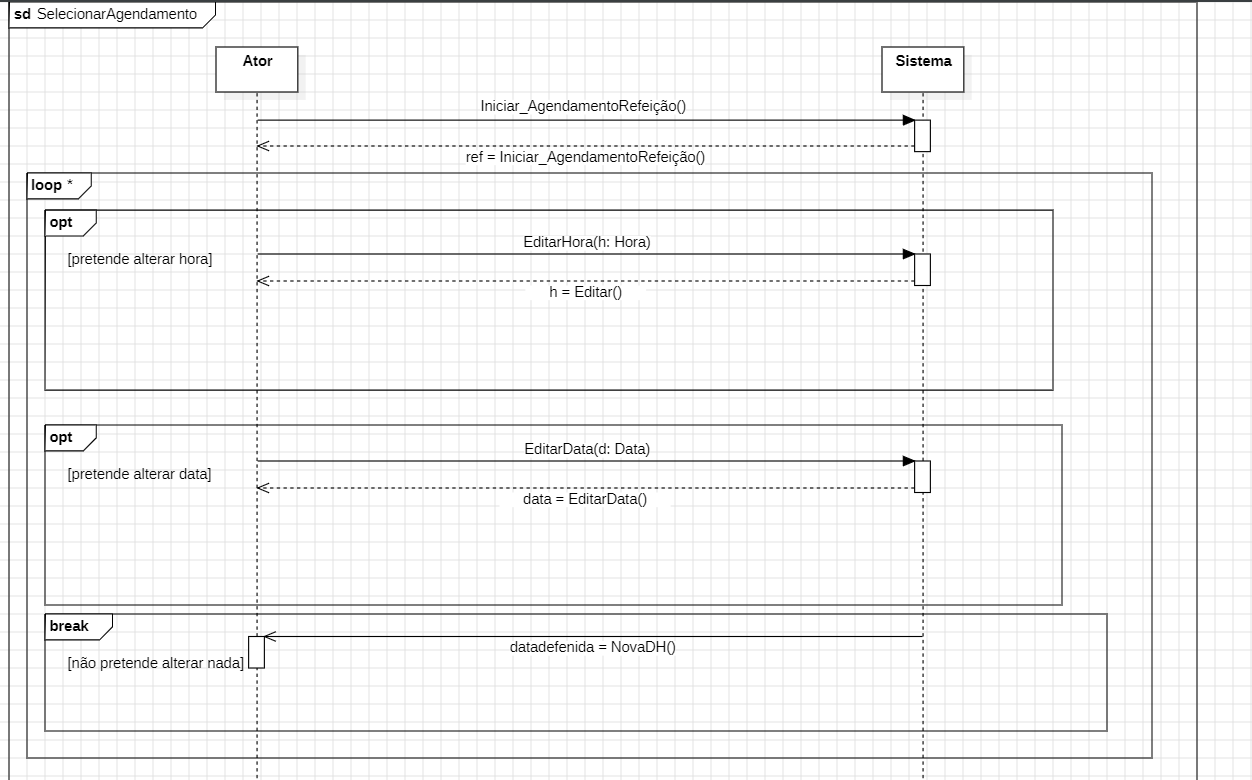 sd SelecionarAgendamento
Ator
Sistema
Iniciar_AgendamentoRefeição()
ref = Iniciar_AgendamentoRefeição()
loop *
opt
EditarHora(h: Hora)
[pretende alterar hora]
h = Editar()
opt
EditarData(d: Data)
[pretende alterar data]
data = EditarData()
break
datadefenida = NovaDH()
[não pretende alterar nada]